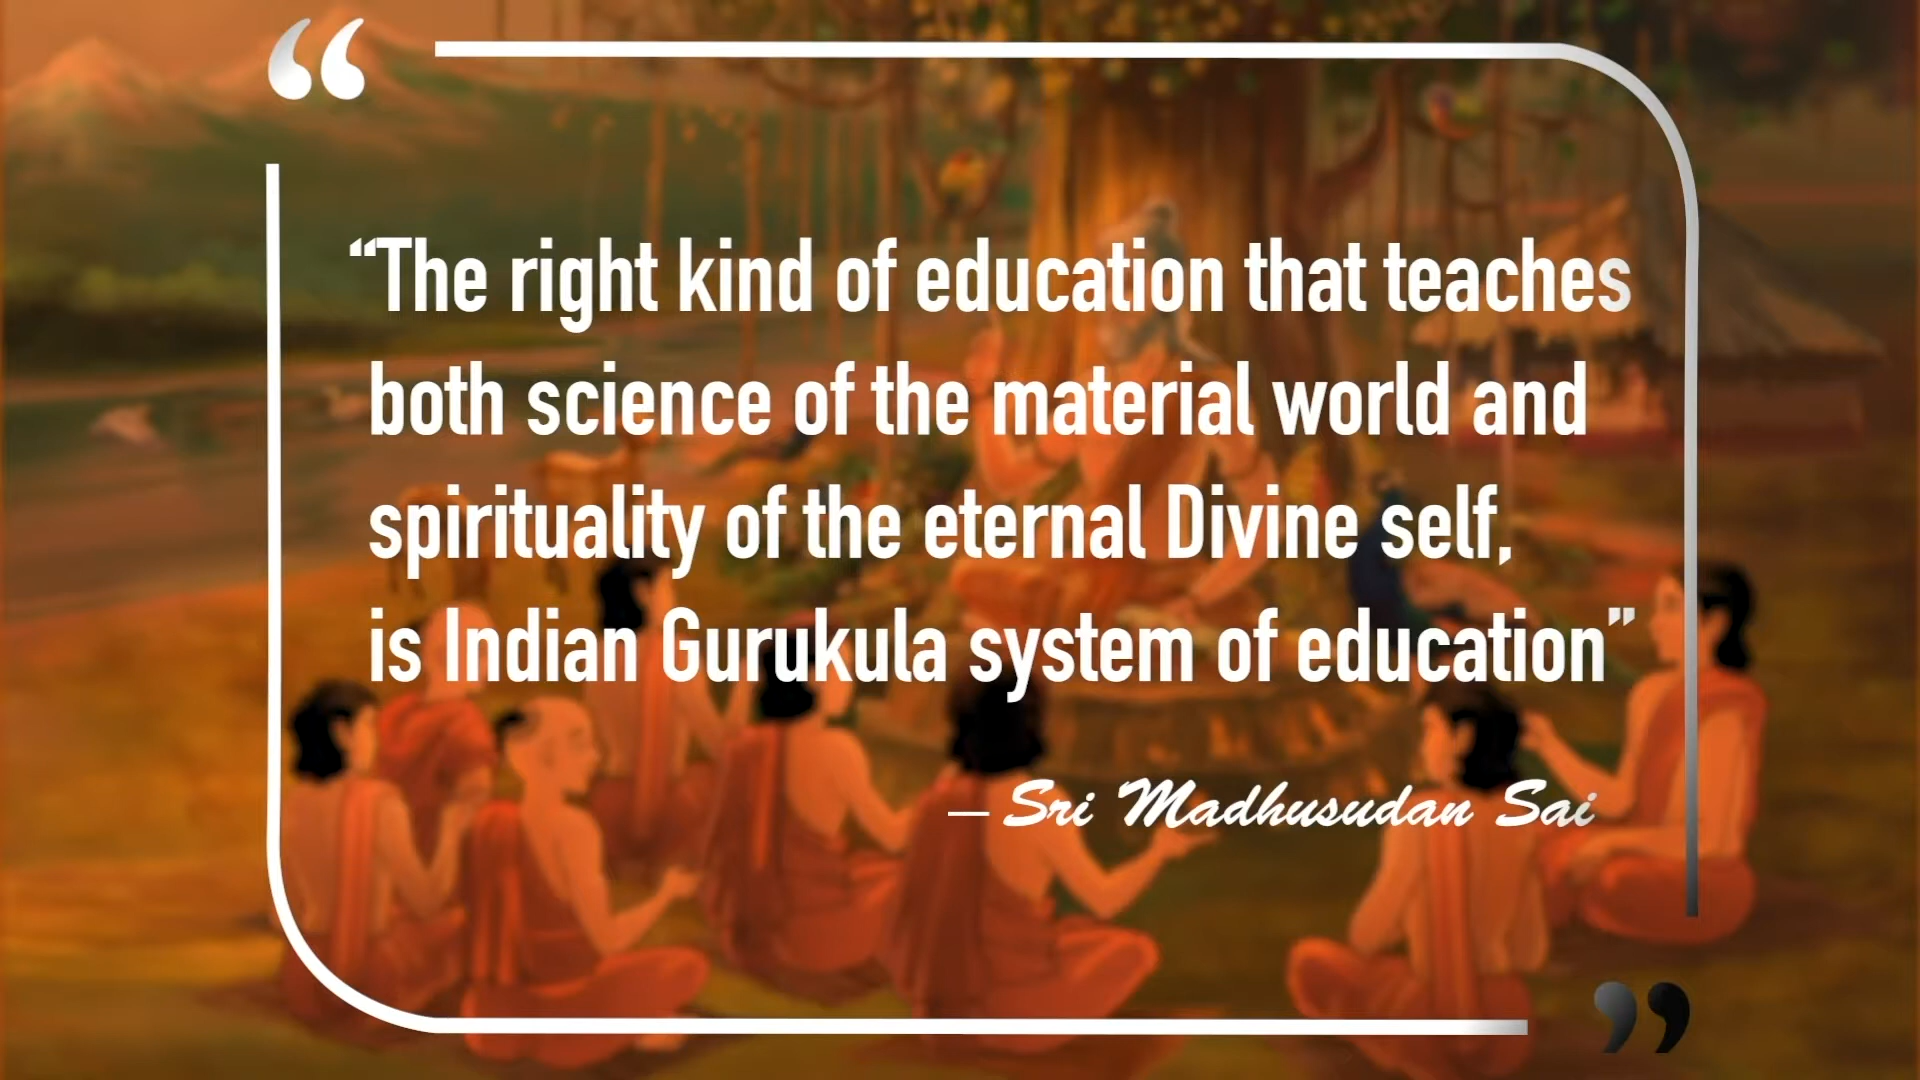 “The right kind of education that teaches
both science of the material world and
spirituality of the eternal Divine self,
is Indian Gurukula system of education”
— Sri Madhusudan Sai